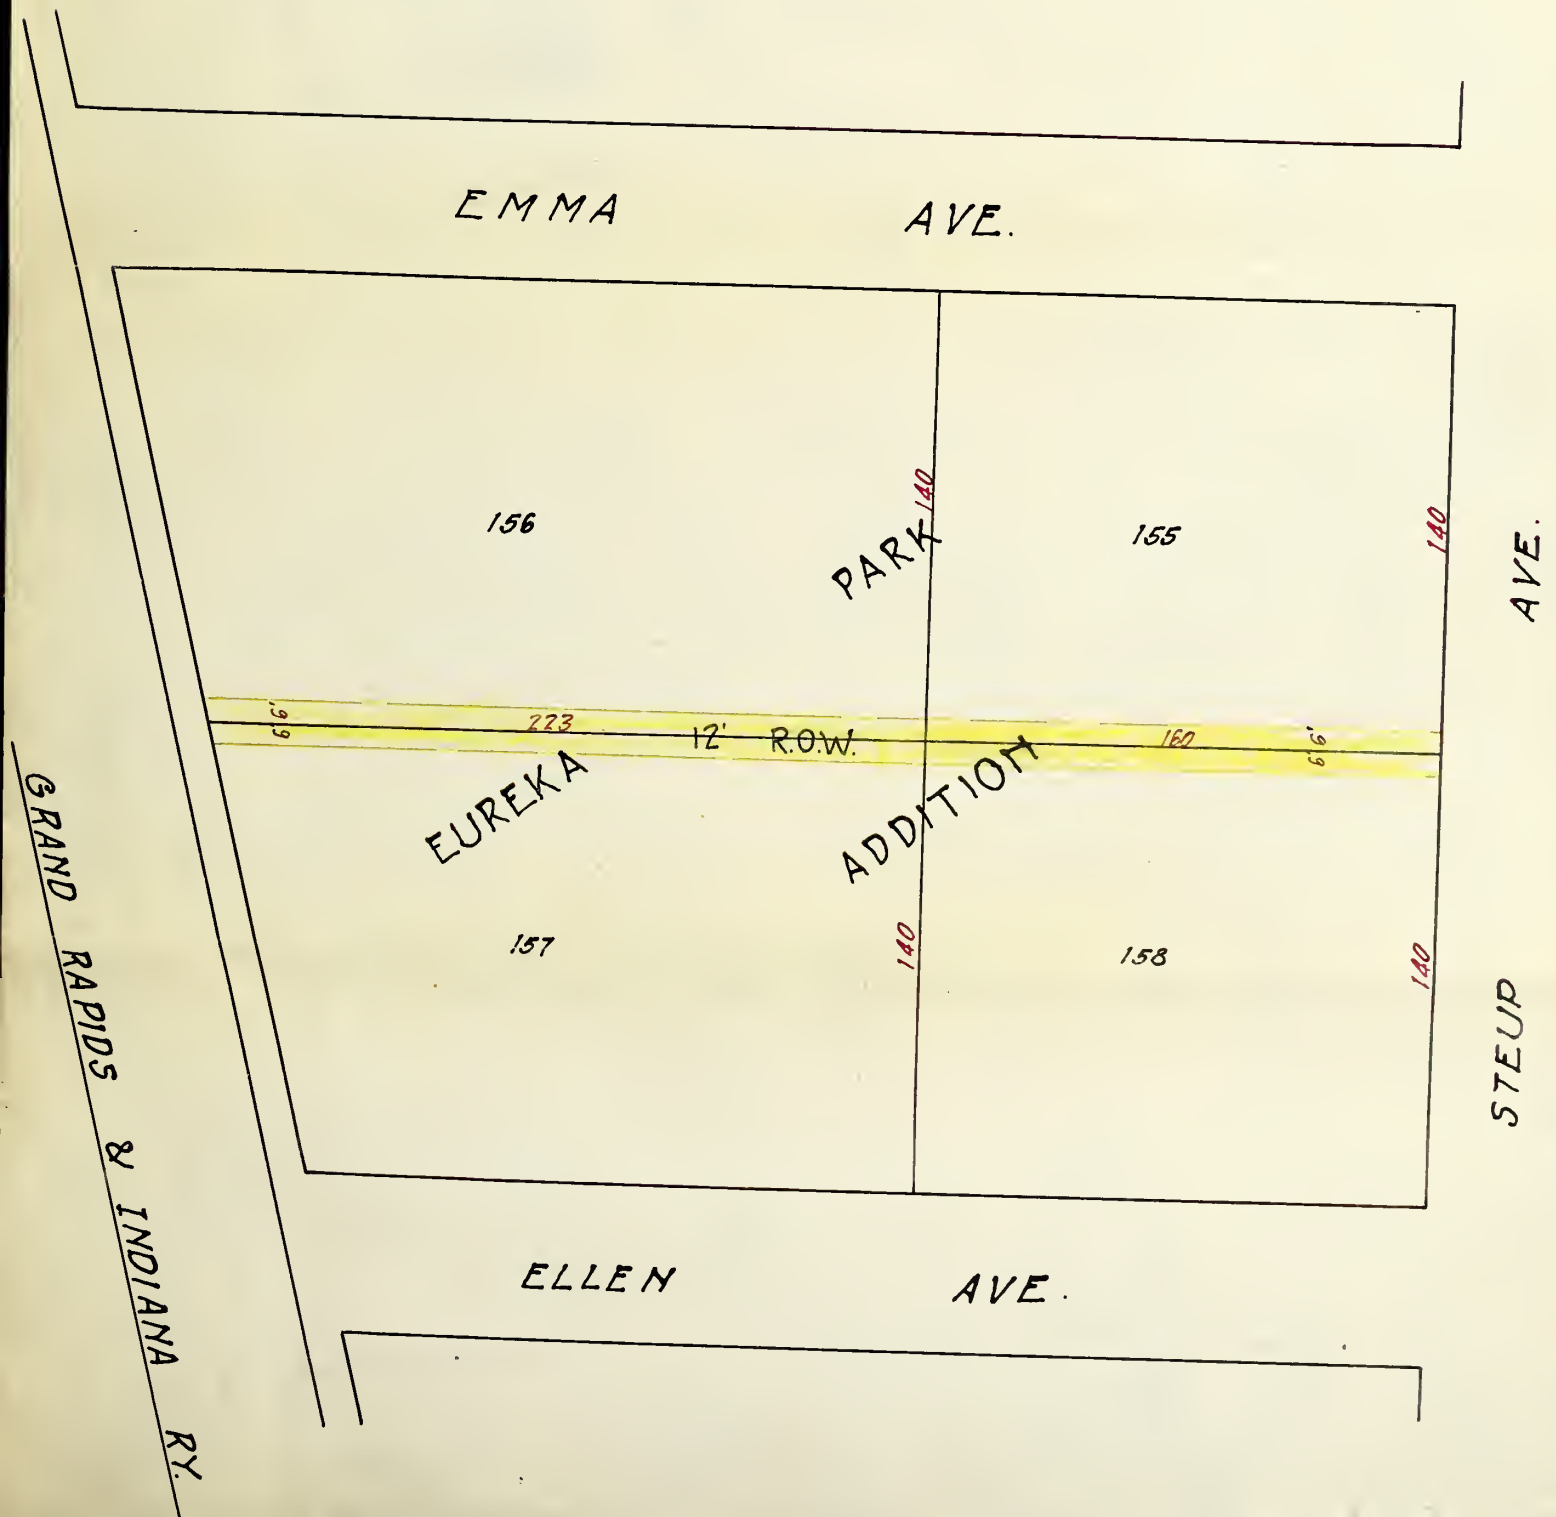 EMMA AVE.
156
155
140
140
PARK
AVE.
6' 6' 223 12' R.O.W. 160 6' 6'
EUREKA
ADDITION
157
158
140
140
STEUP
GRAND RAPIDS & INDIANA RY.
ELLEN AVE.